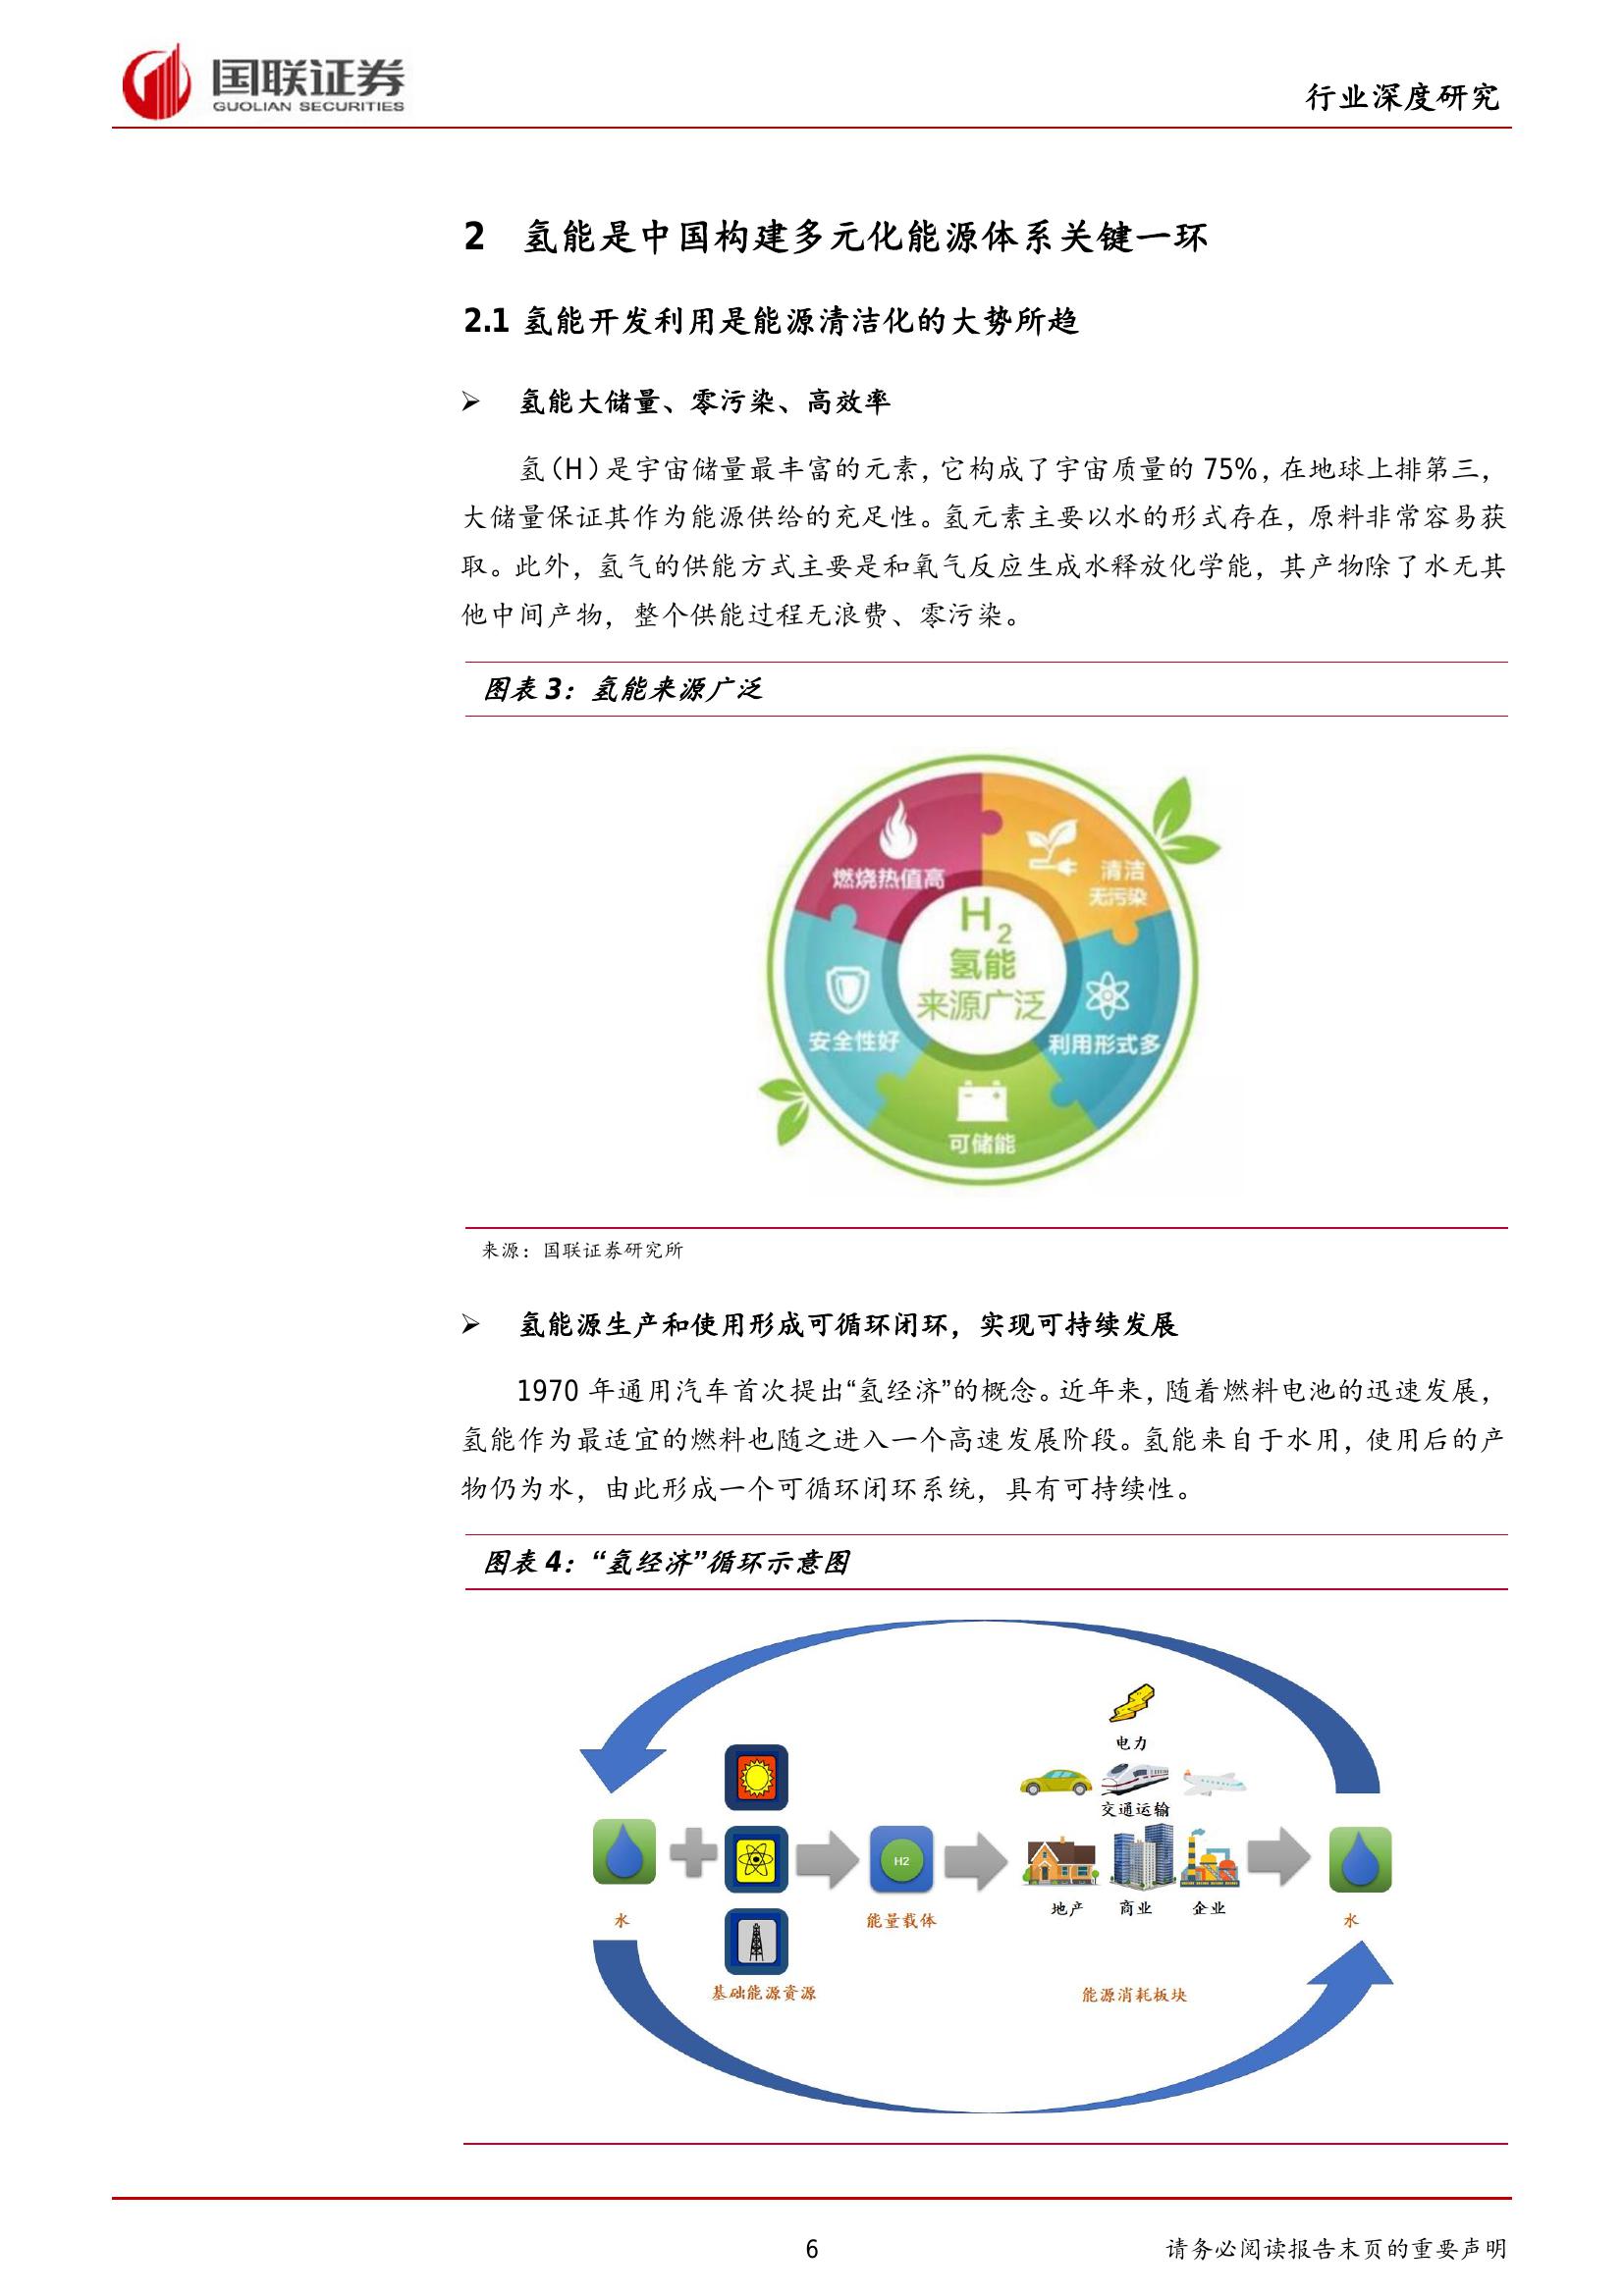 国联证券
GUOLIAN SECURITIES
行业深度研究
2 氢能是中国构建多元化能源体系关键一环
2.1 氢能开发利用是能源清洁化的大势所趋
➢ 氢能大储量、零污染、高效率
氢（H）是宇宙储量最丰富的元素，它构成了宇宙质量的 75%，在地球上排第三，
大储量保证其作为能源供给的充足性。氢元素主要以水的形式存在，原料非常容易获
取。此外，氢气的供能方式主要是和氧气反应生成水释放化学能，其产物除了水无其
他中间产物，整个供能过程无浪费、零污染。
图表 3：氢能来源广泛
燃烧热值高
清洁
无污染
H2
氢能
来源广泛
安全性好
利用形式多
可储能
来源：国联证券研究所
➢ 氢能源生产和使用形成可循环闭环，实现可持续发展
1970 年通用汽车首次提出“氢经济”的概念。近年来，随着燃料电池的迅速发展，
氢能作为最适宜的燃料也随之进入一个高速发展阶段。氢能来自于水用，使用后的产
物仍为水，由此形成一个可循环闭环系统，具有可持续性。
图表 4：“氢经济”循环示意图
电力
交通运输
H2
地产 商业 企业
水
能量载体
水
基础能源资源
能源消耗板块
6
请务必阅读报告末页的重要声明